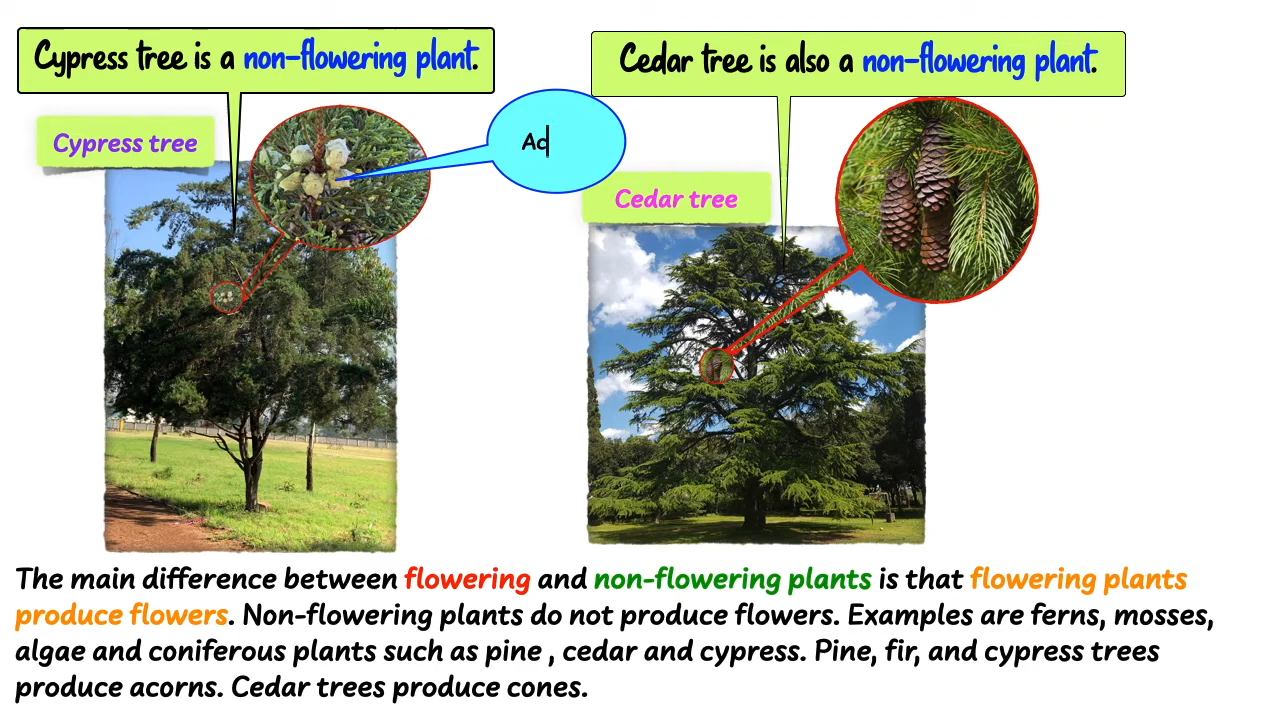 Cypress tree is a non-flowering plant.
Cedar tree is also a non-flowering plant.
Cypress tree
Ac
Cedar tree
The main difference between flowering and non-flowering plants is that flowering plants
produce flowers. Non-flowering plants do not produce flowers. Examples are ferns, mosses,
algae and coniferous plants such as pine , cedar and cypress. Pine, fir, and cypress trees
produce acorns. Cedar trees produce cones.